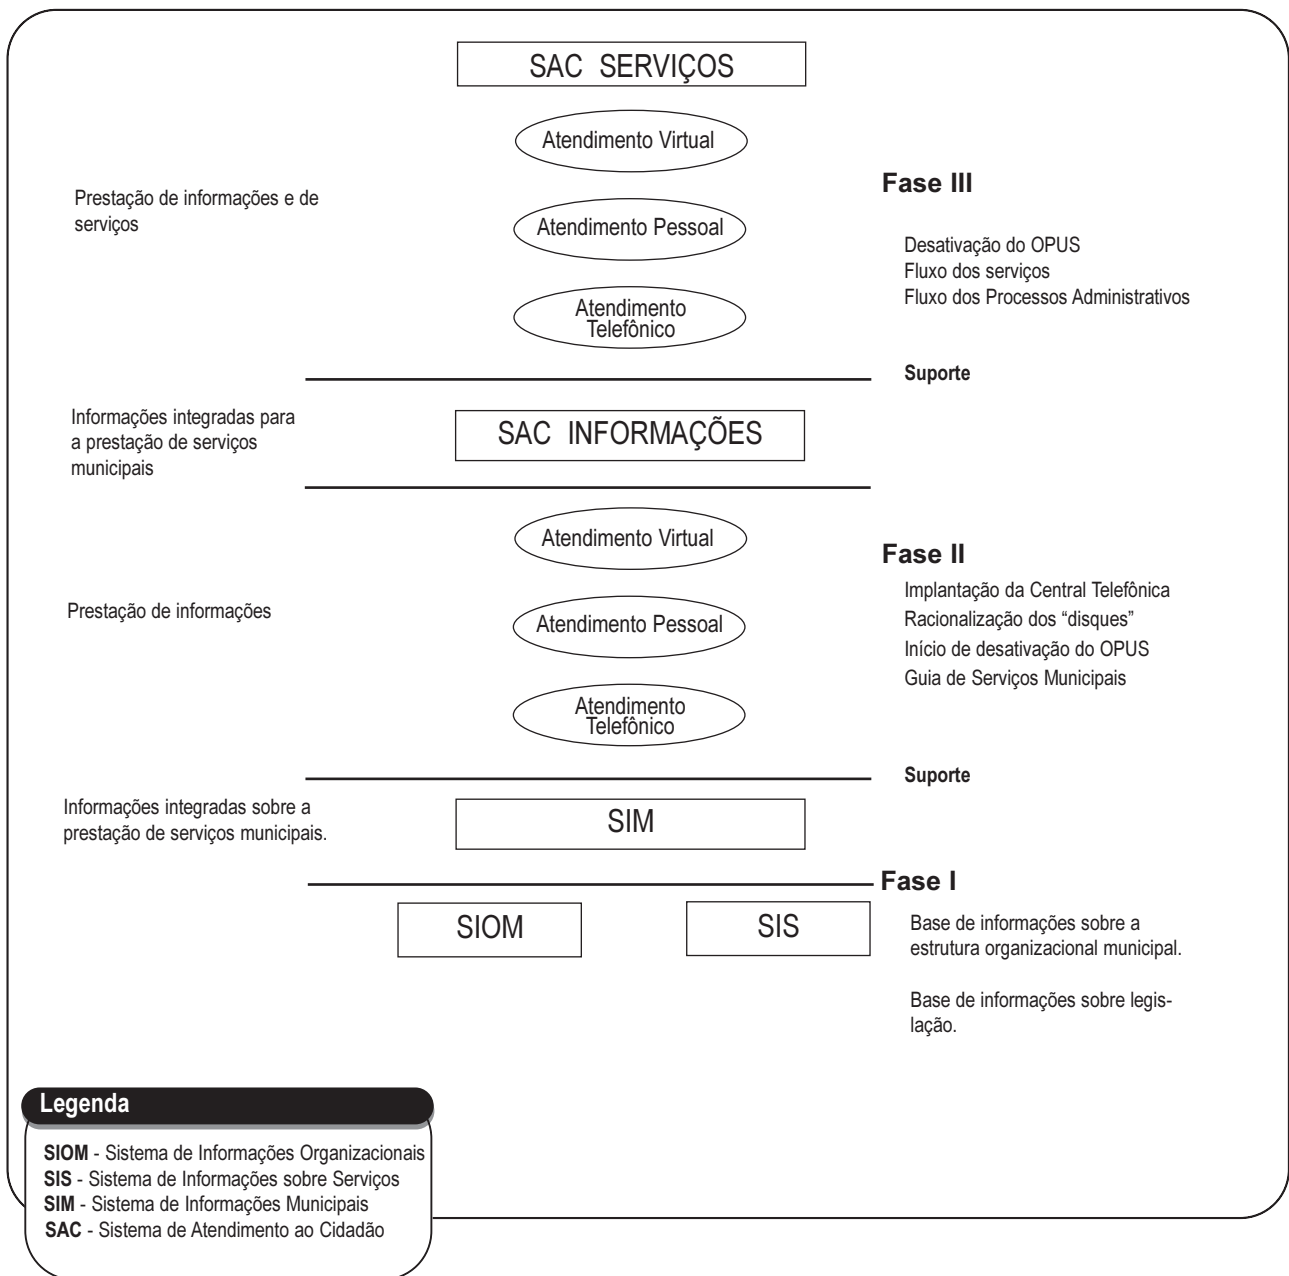 SAC SERVIÇOS
Atendimento Virtual
Prestação de informações e de
serviços
Atendimento Pessoal
Atendimento
Telefônico
Fase III
Desativação do OPUS
Fluxo dos serviços
Fluxo dos Processos Administrativos
Suporte
Informações integradas para
a prestação de serviços
municipais
SAC INFORMAÇÕES
Atendimento Virtual
Prestação de informações
Atendimento Pessoal
Atendimento
Telefônico
Fase II
Implantação da Central Telefônica
Racionalização dos “disques”
Início de desativação do OPUS
Guia de Serviços Municipais
Suporte
Informações integradas sobre a
prestação de serviços municipais.
SIM
Fase I
SIOM
SIS
Base de informações sobre a
estrutura organizacional municipal.
Base de informações sobre legis-
lação.
Legenda
SIOM - Sistema de Informações Organizacionais
SIS - Sistema de Informações sobre Serviços
SIM - Sistema de Informações Municipais
SAC - Sistema de Atendimento ao Cidadão